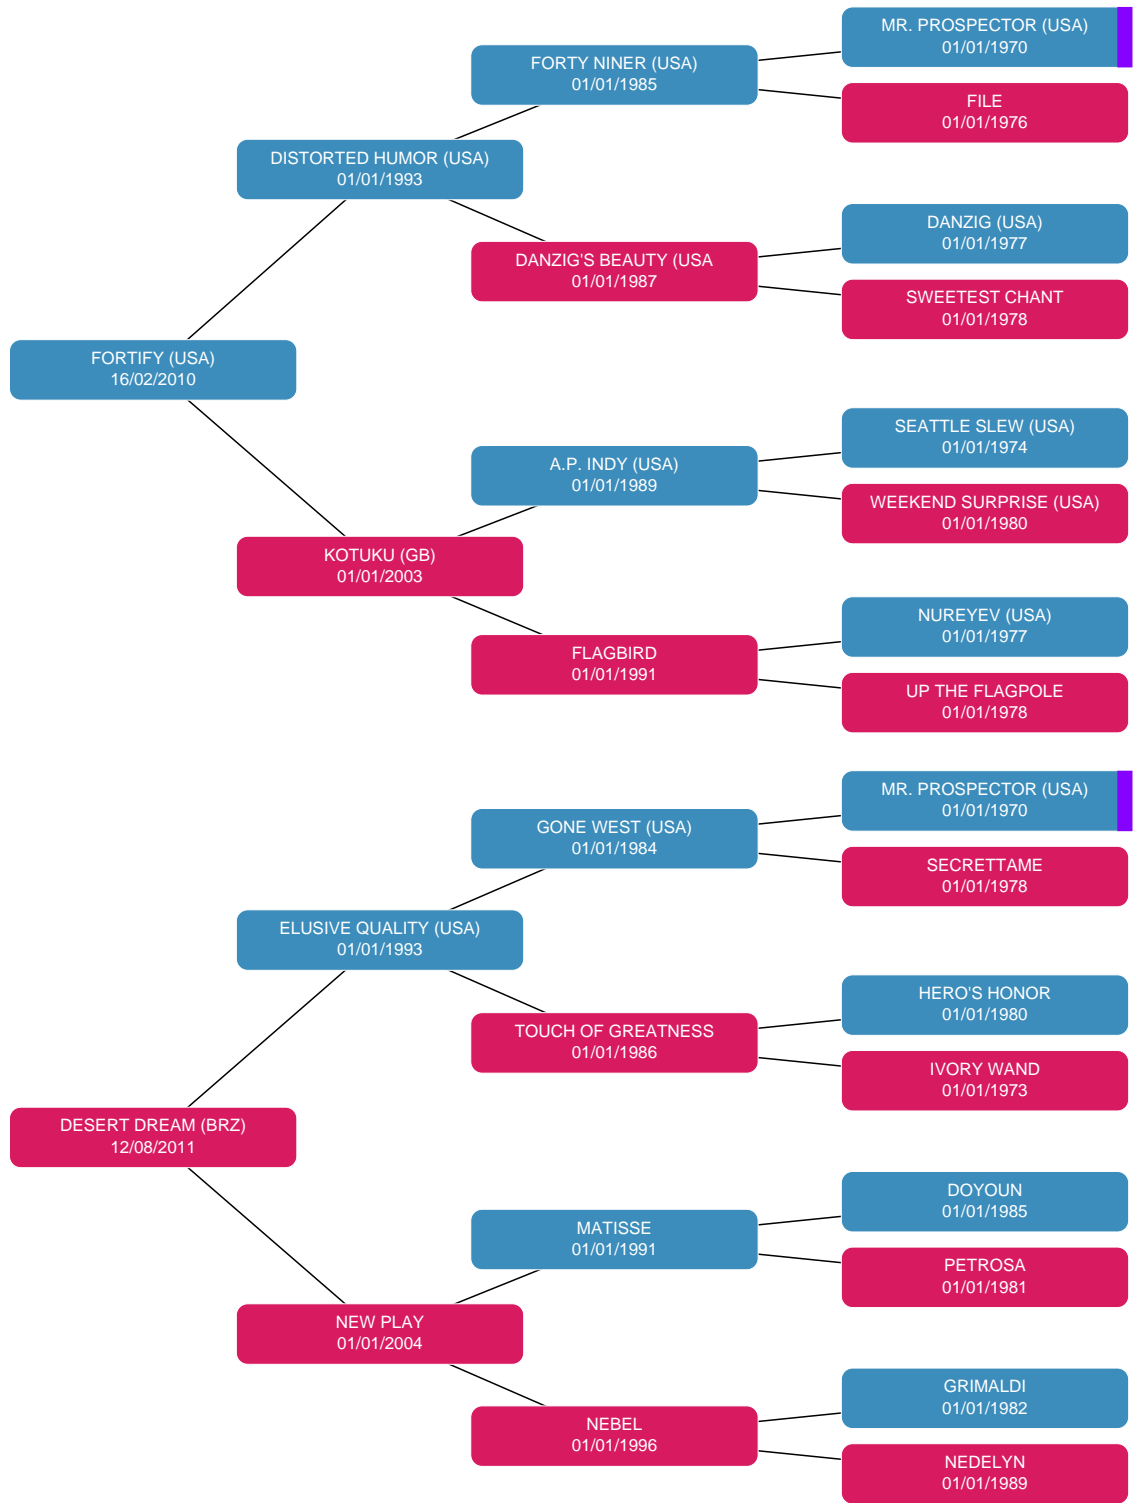 MR. PROSPECTOR (USA)
01/01/1970
FORTY NINER (USA)
01/01/1985
FILE
01/01/1976
DISTORTED HUMOR (USA)
01/01/1993
DANZIG (USA)
01/01/1977
DANZIG'S BEAUTY (USA
01/01/1987
SWEETEST CHANT
01/01/1978
FORTIFY (USA)
16/02/2010
SEATTLE SLEW (USA)
01/01/1974
A.P. INDY (USA)
01/01/1989
WEEKEND SURPRISE (USA)
01/01/1980
KOTUKU (GB)
01/01/2003
NUREYEV (USA)
01/01/1977
FLAGBIRD
01/01/1991
UP THE FLAGPOLE
01/01/1978
MR. PROSPECTOR (USA)
01/01/1970
GONE WEST (USA)
01/01/1984
SECRETTAME
01/01/1978
ELUSIVE QUALITY (USA)
01/01/1993
HERO'S HONOR
01/01/1980
TOUCH OF GREATNESS
01/01/1986
IVORY WAND
01/01/1973
DESERT DREAM (BRZ)
12/08/2011
DOYOUN
01/01/1985
MATISSE
01/01/1991
PETROSA
01/01/1981
NEW PLAY
01/01/2004
GRIMALDI
01/01/1982
NEBEL
01/01/1996
NEDELYN
01/01/1989